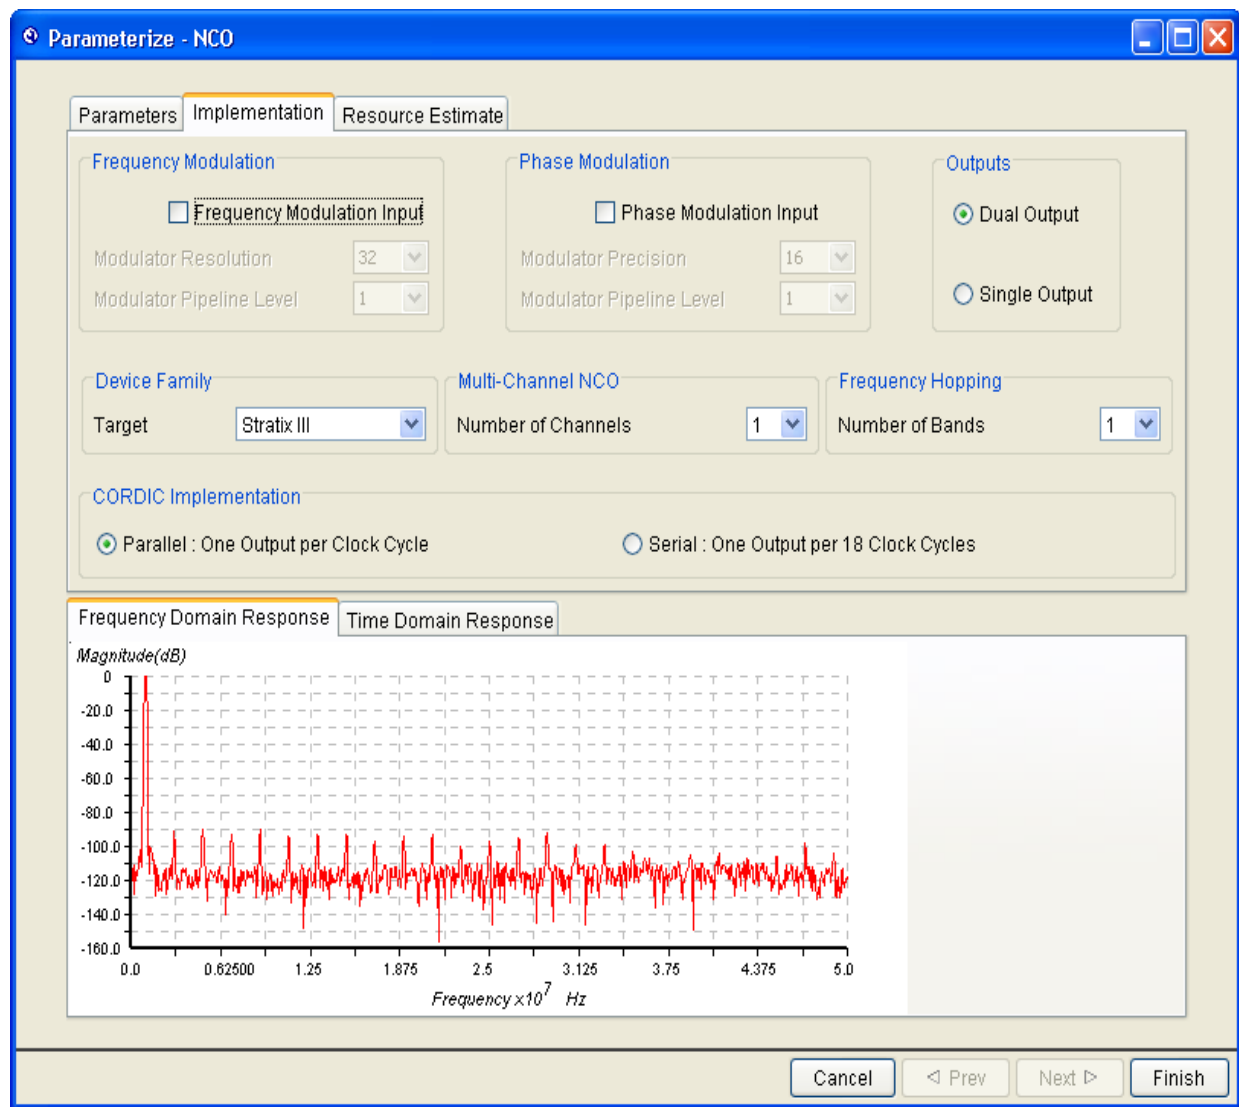 Parameterize - NCO
Parameters Implementation Resource Estimate
Frequency Modulation Phase Modulation Outputs
Frequency Modulation Input Phase Modulation Input Dual Output
Modulator Resolution 32 Modulator Precision 16
Modulator Pipeline Level 1 Modulator Pipeline Level 1 Single Output
Device Family Multi-Channel NCO Frequency Hopping
Target Stratix III Number of Channels 1 Number of Bands 1
CORDIC Implementation
Parallel : One Output per Clock Cycle Serial : One Output per 18 Clock Cycles
Frequency Domain Response Time Domain Response
Magnitude(dB)
0
-20.0
-40.0
-60.0
-80.0
-100.0
-120.0
-140.0
-160.0
0.0 0.62500 1.25 1.875 2.5 3.125 3.75 4.375 5.0
Frequency x10^7 Hz
Cancel Prev Next Finish